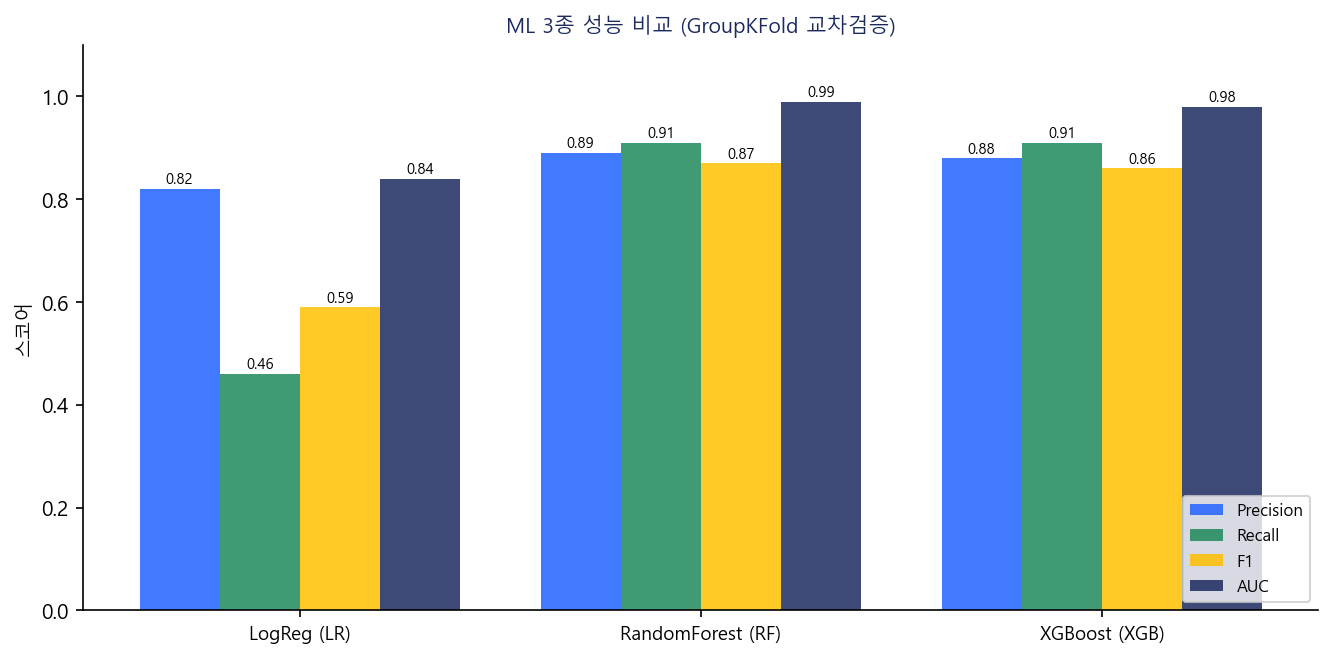 ML 3종 성능 비교 (GroupKFold 교차검증)
스코어
1.0
0.8
0.6
0.4
0.2
0.0
0.82
0.46
0.59
0.84
0.89
0.91
0.87
0.99
0.88
0.91
0.86
0.98
LogReg (LR)
RandomForest (RF)
XGBoost (XGB)
Precision
Recall
F1
AUC